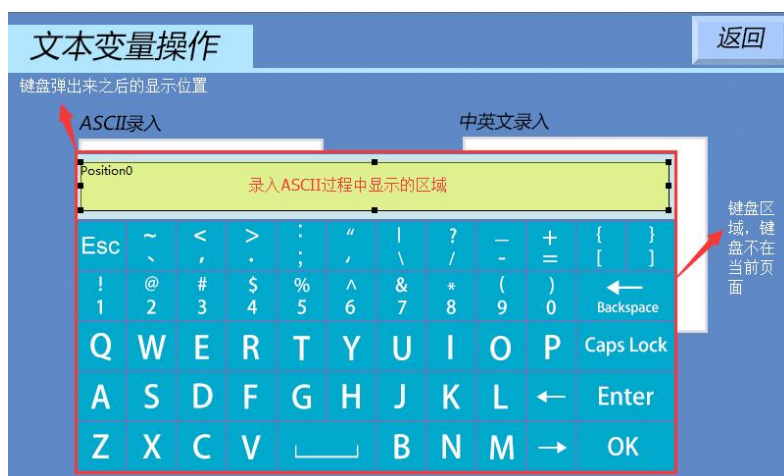 文本变量操作
返回
键盘弹出来之后的显示位置
ASCII录入
中英文录入
Position0
录入ASCII过程中显示的区域
键盘区
域，键
盘不在
当前页
面
Esc ~ < > : " | ? _ + { }
、 , . ; ' \ / - = [ ]
! @ # $ % ^ & * ( )
1 2 3 4 5 6 7 8 9 0 Backspace
Q W E R T Y U I O P Caps Lock
A S D F G H J K L ← Enter
Z X C V B N M → OK